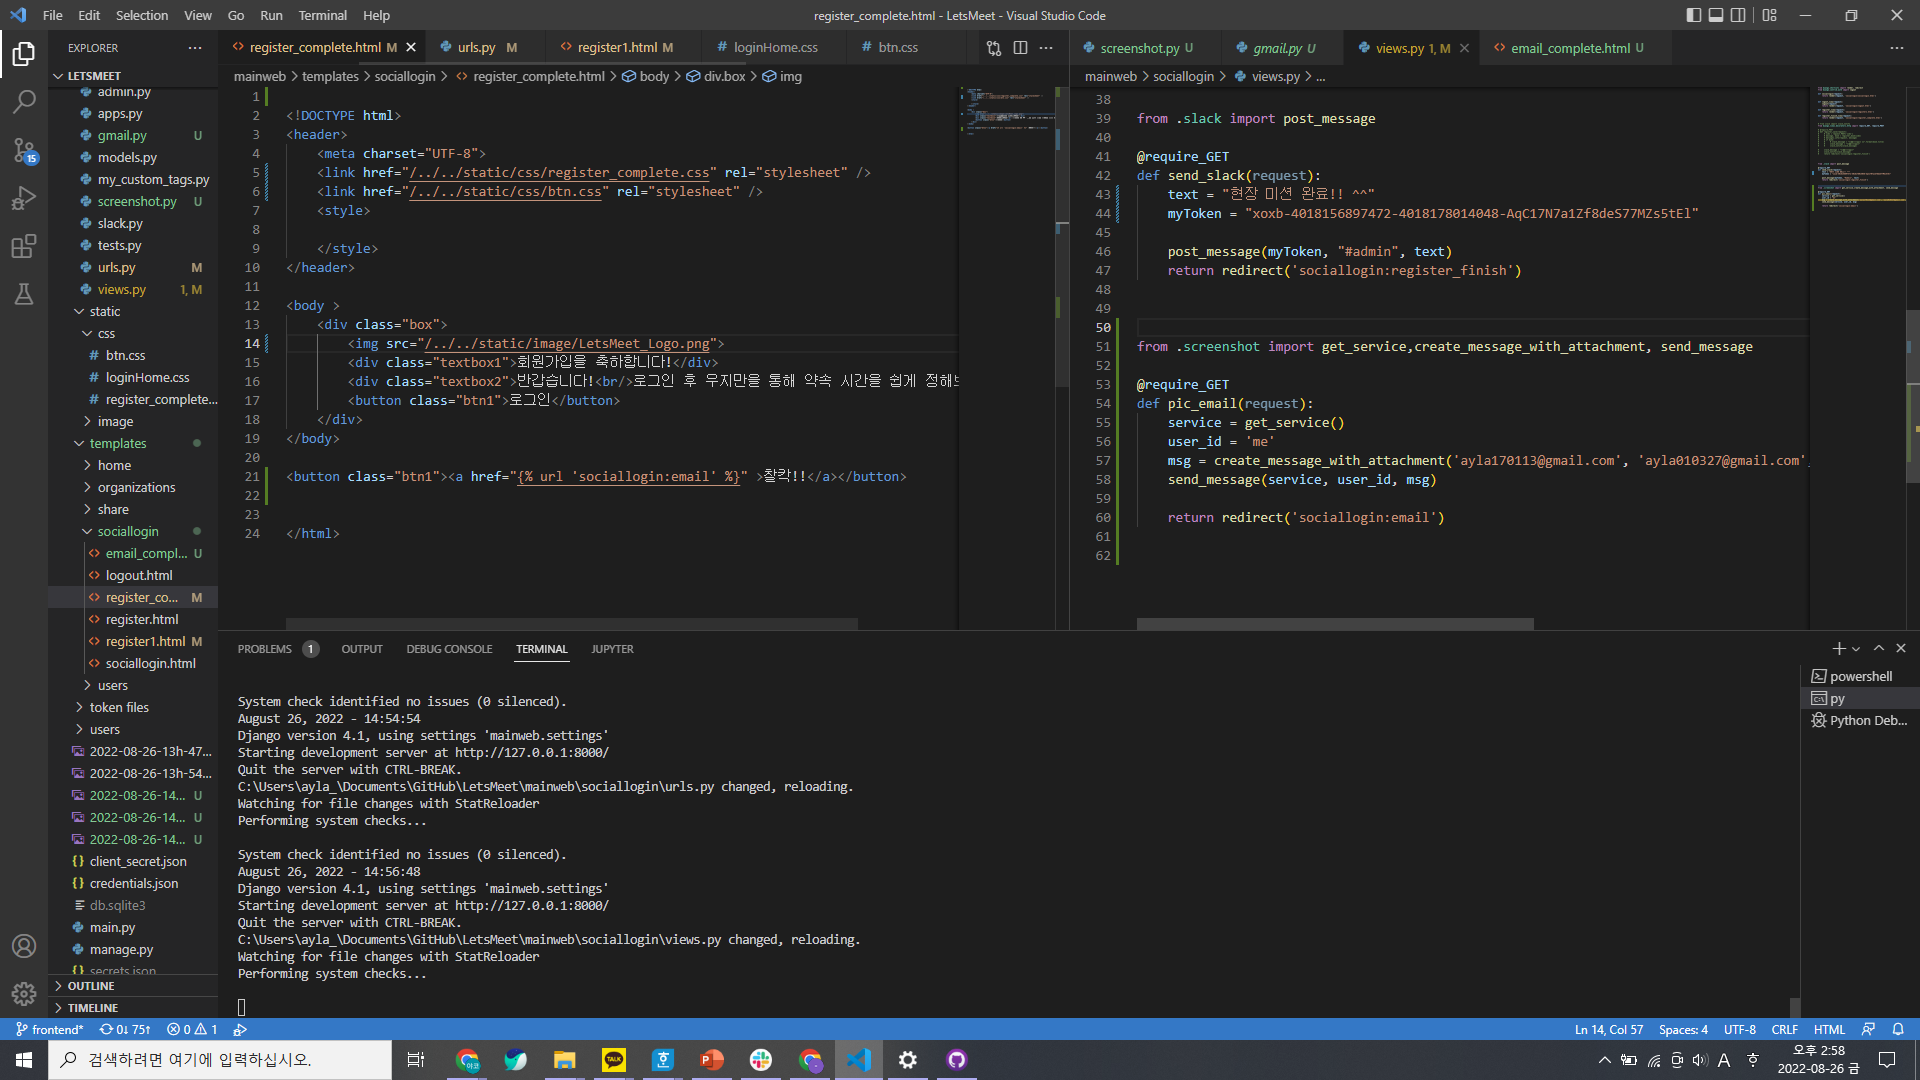 File Edit Selection View Go Run Terminal Help
register_complete.html - LetsMeet - Visual Studio Code
EXPLORER
LETSMEET
admin.py
apps.py
gmail.py U
models.py
my_custom_tags.py
screenshot.py U
slack.py
tests.py
urls.py M
views.py 1, M
static
css
btn.css
loginHome.css
register_complete...
image
templates
home
organizations
share
sociallogin
email_compl... U
logout.html
register_co... M
register.html
register1.html M
sociallogin.html
users
token files
users
2022-08-26-13h-47...
2022-08-26-13h-54...
2022-08-26-14... U
2022-08-26-14... U
2022-08-26-14... U
client_secret.json
credentials.json
db.sqlite3
main.py
manage.py
secrets.json
OUTLINE
TIMELINE
15
register_complete.html M urls.py M register1.html M loginHome.css btn.css
mainweb > templates > sociallogin > register_complete.html > body > div.box > img
1
2 <!DOCTYPE html>
3 <header>
4 <meta charset="UTF-8">
5 <link href="/../../static/css/register_complete.css" rel="stylesheet" />
6 <link href="/../../static/css/btn.css" rel="stylesheet" />
7 <style>
8
9 </style>
10 </header>
11
12 <body >
13 <div class="box">
14 <img src="/../../static/image/LetsMeet_Logo.png">
15 <div class="textbox1">회원가입을 축하합니다!</div>
16 <div class="textbox2">반갑습니다!<br/>로그인 후 우지만을 통해 약속 시간을 쉽게
17 <button class="btn1">로그인</button>
18 </div>
19 </body>
20
21 <button class="btn1"><a href="{% url 'sociallogin:email' %}" >찰칵!!</a></button>
22
23
24 </html>
screenshot.py U gmail.py U views.py 1, M email_complete.html U
mainweb > sociallogin > views.py > ...
38
39 from .slack import post_message
40
41 @require_GET
42 def send_slack(request):
43 text = "현장 미션 완료!! ^^"
44 myToken = "xoxb-4018156897472-4018178014048-AqC17N7a1Zf8deS77MZs5tEl"
45
46 post_message(myToken, "#admin", text)
47 return redirect('sociallogin:register_finish')
48
49
50
51 from .screenshot import get_service,create_message_with_attachment, send_message
52
53 @require_GET
54 def pic_email(request):
55 service = get_service()
56 user_id = 'me'
57 msg = create_message_with_attachment('ayla170113@gmail.com', 'ayla010327@gmail.com'
58 send_message(service, user_id, msg)
59
60 return redirect('sociallogin:email')
61
62
PROBLEMS 1 OUTPUT DEBUG CONSOLE TERMINAL JUPYTER
System check identified no issues (0 silenced).
August 26, 2022 - 14:54:54
Django version 4.1, using settings 'mainweb.settings'
Starting development server at http://127.0.0.1:8000/
Quit the server with CTRL-BREAK.
C:\Users\ayla_\Documents\GitHub\LetsMeet\mainweb\sociallogin\urls.py changed, reloading.
Watching for file changes with StatReloader
Performing system checks...
System check identified no issues (0 silenced).
August 26, 2022 - 14:56:48
Django version 4.1, using settings 'mainweb.settings'
Starting development server at http://127.0.0.1:8000/
Quit the server with CTRL-BREAK.
C:\Users\ayla_\Documents\GitHub\LetsMeet\mainweb\sociallogin\views.py changed, reloading.
Watching for file changes with StatReloader
Performing system checks...
powershell
py
Python Deb...
frontend* 0↓ 75↑ 0 1
Ln 14, Col 57 Spaces: 4 UTF-8 CRLF HTML
검색하려면 여기에 입력하십시오.
TALK
A
오후 2:58
2022-08-26 금